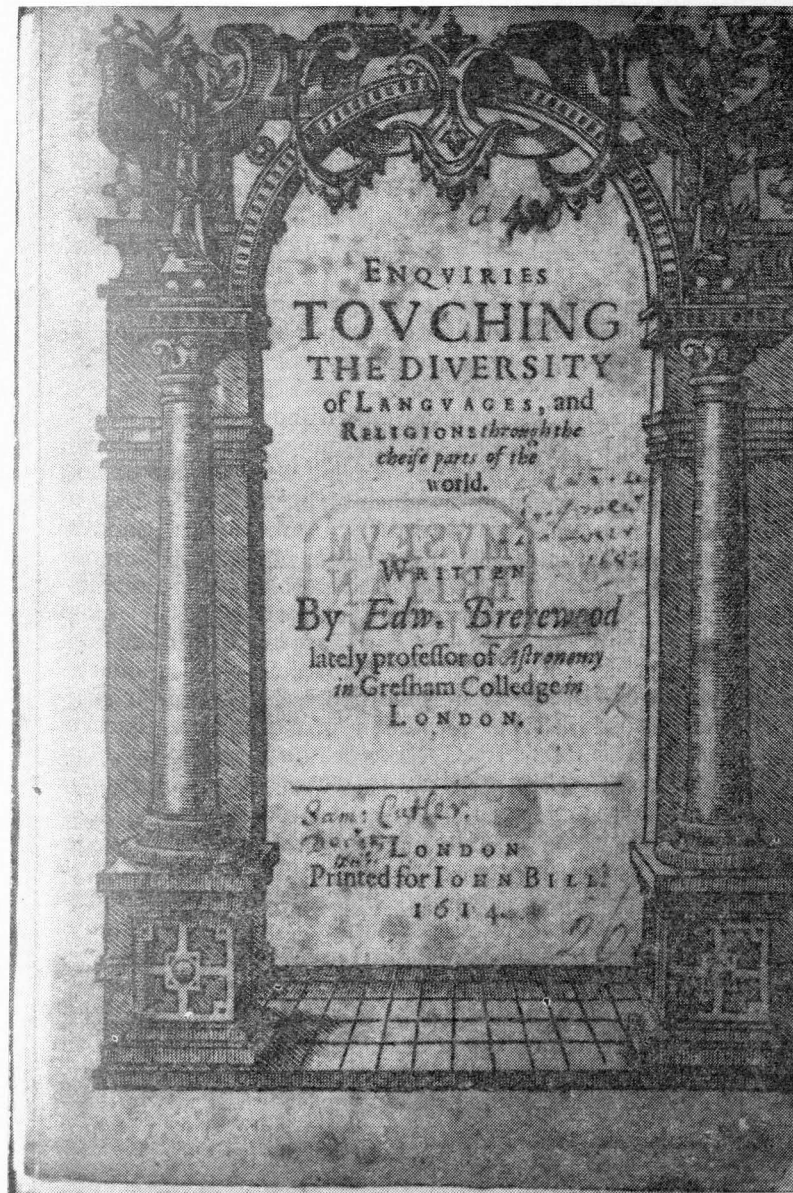 ENQVIRIES
TOVCHING
THE DIVERSITY
of LANGVAGES, and
RELIGIONS through the
cheife parts of the
world.
WRITTEN
By Edw. Brerewood
lately profeſſor of Aſtronomy
in Greſham Colledge in
LONDON.
Sam: Cutler.
LONDON
Printed for IOHN BILL.
1614.